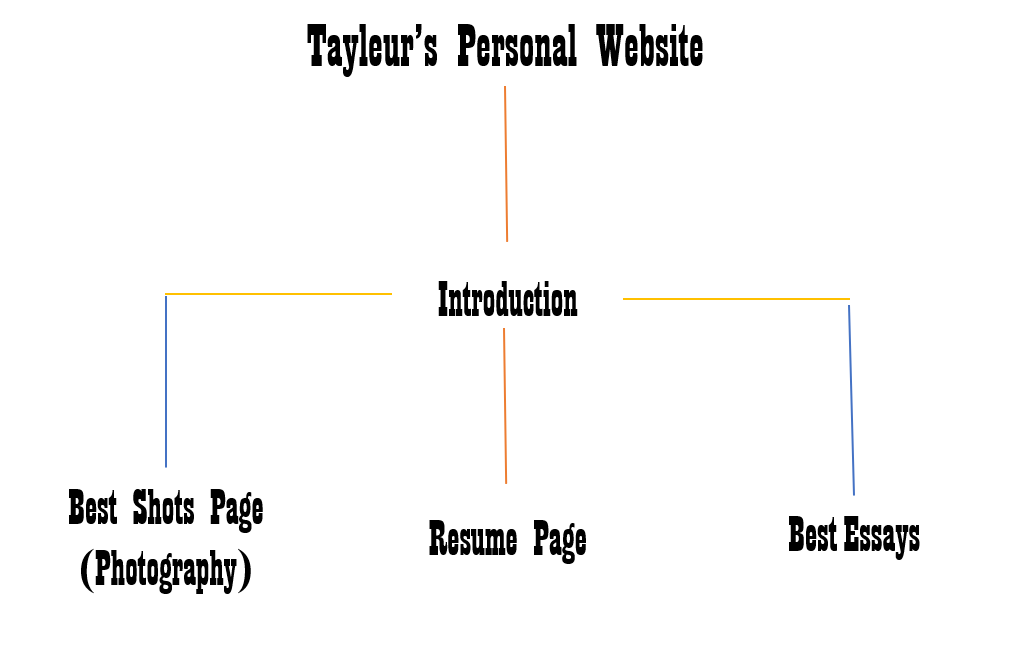 Tayleur’s Personal Website
Introduction
Best Shots Page
(Photography)
Resume Page
Best Essays